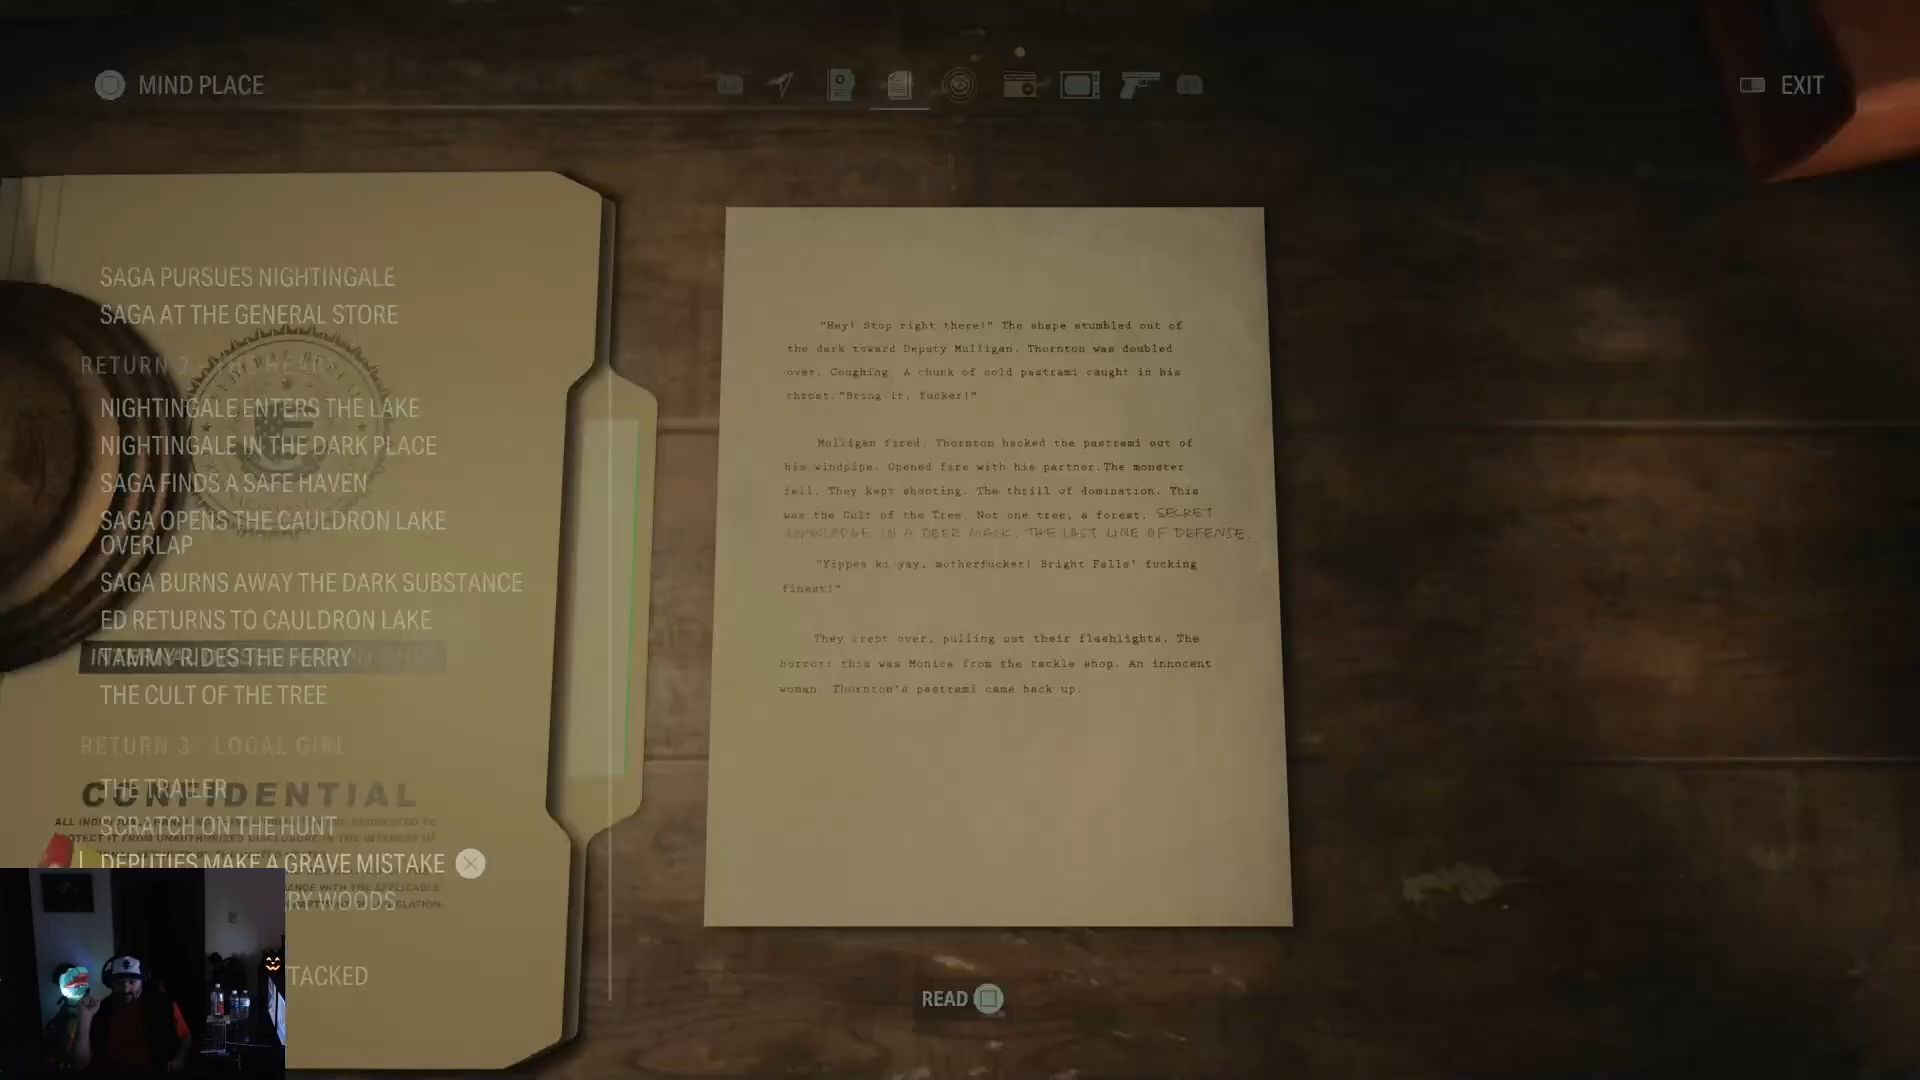 MIND PLACE
EXIT
SAGA PURSUES NIGHTINGALE
SAGA AT THE GENERAL STORE
RETURN 2
NIGHTINGALE ENTERS THE LAKE
NIGHTINGALE IN THE DARK PLACE
SAGA FINDS A SAFE HAVEN
SAGA OPENS THE CAULDRON LAKE
OVERLAP
SAGA BURNS AWAY THE DARK SUBSTANCE
ED RETURNS TO CAULDRON LAKE
TAMMY RIDES THE FERRY
THE CULT OF THE TREE
RETURN 3 - LOCAL GIRL
THE TRAILER
CONFIDENTIAL
SCRATCH ON THE HUNT
DEPUTIES MAKE A GRAVE MISTAKE
RY WOODS
TTACKED
"Hey! Stop right there!" The shape stumbled out of
the dark toward Deputy Mulligan. Thornton was doubled
over. Coughing. A chunk of cold pastrami caught in his
throat."Bring it, fucker!"
Mulligan fired. Thornton hacked the pastrami out of
his windpipe. Opened fire with his partner.The monster
fell. They kept shooting. The thrill of domination. This
was the Cult of the Tree. Not one tree, a forest. SECRET
KNOWLEDGE IN A DEER MASK. THE LAST LINE OF DEFENSE.
"Yippee ki yay, motherfucker! Bright Falls' fucking
finest!"
They crept over, pulling out their flashlights. The
horror: this was Monica from the tackle shop. An innocent
woman. Thornton's pastrami came back up.
READ